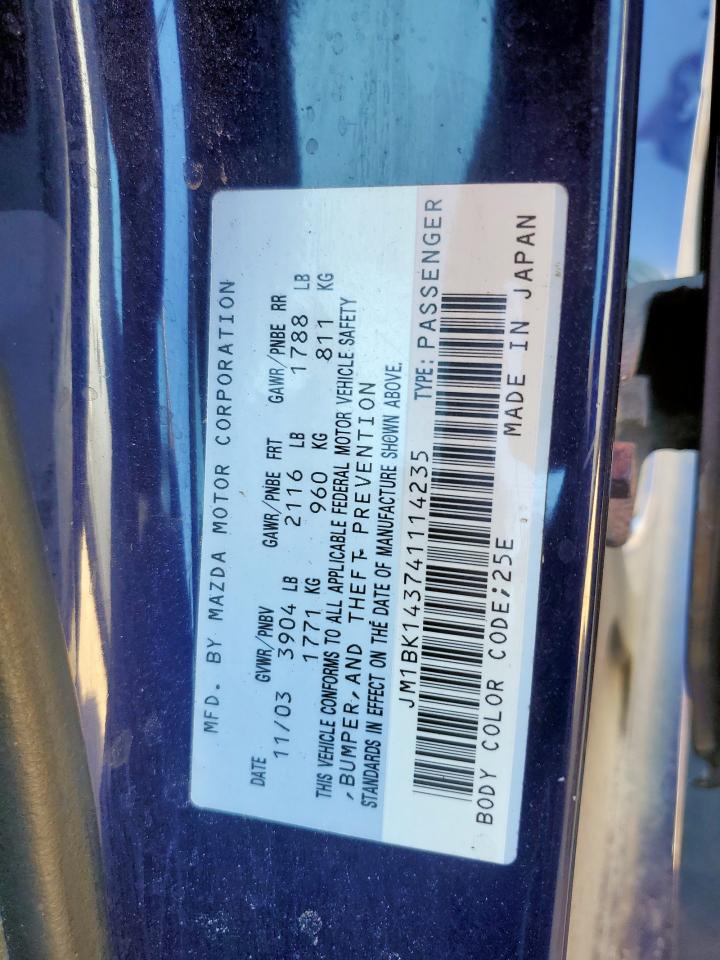 MFD. BY MAZDA MOTOR CORPORATION
DATE GVWR/PNBV GAWR/PNBE FRT GAWR/PNBE RR
11/03 3904 LB 2116 LB 1788 LB
1771 KG 960 KG 811 KG
THIS VEHICLE CONFORMS TO ALL APPLICABLE FEDERAL MOTOR VEHICLE SAFETY
,BUMPER,AND THEFT PREVENTION
STANDARDS IN EFFECT ON THE DATE OF MANUFACTURE SHOWN ABOVE.
JM1BK143741114235 TYPE: PASSENGER
BODY COLOR CODE;25E MADE IN JAPAN